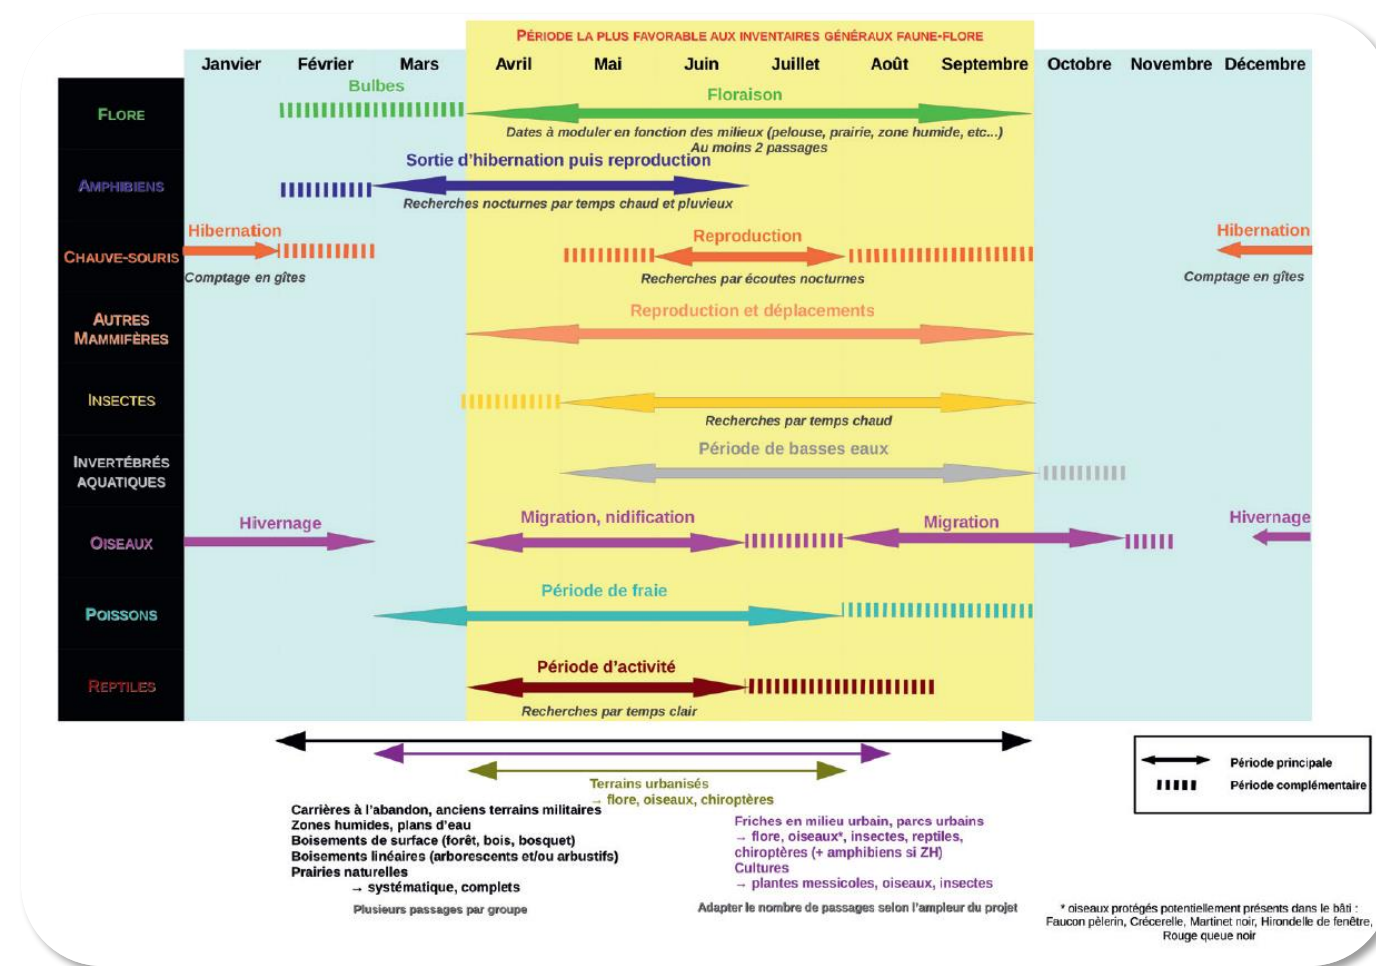 PÉRIODE LA PLUS FAVORABLE AUX INVENTAIRES GÉNÉRAUX FAUNE-FLORE
Janvier Février Mars Avril Mai Juin Juillet Août Septembre Octobre Novembre Décembre
FLORE
Bulbes
Floraison
Dates à moduler en fonction des milieux (pelouse, prairie, zone humide, etc...)
Au moins 2 passages
AMPHIBIENS
Sortie d'hibernation puis reproduction
Recherches nocturnes par temps chaud et pluvieux
CHAUVE-SOURIS
Hibernation
Comptage en gîtes
Reproduction
Recherches par écoutes nocturnes
Hibernation
Comptage en gîtes
AUTRES
MAMMIFÈRES
Reproduction et déplacements
INSECTES
Recherches par temps chaud
INVERTÉBRÉS
AQUATIQUES
Période de basses eaux
OISEAUX
Hivernage
Migration, nidification
Migration
Hivernage
POISSONS
Période de fraie
REPTILES
Période d'activité
Recherches par temps clair
Terrains urbanisés
→ flore, oiseaux, chiroptères
Carrières à l'abandon, anciens terrains militaires
Zones humides, plans d'eau
Boisements de surface (forêt, bois, bosquet)
Boisements linéaires (arborescents et/ou arbustifs)
Prairies naturelles
→ systématique, complets
Plusieurs passages par groupe
Friches en milieu urbain, parcs urbains
→ flore, oiseaux*, insectes, reptiles,
chiroptères (+ amphibiens si ZH)
Cultures
→ plantes messicoles, oiseaux, insectes
Adapter le nombre de passages selon l'ampleur du projet
Période principale
Période complémentaire
* oiseaux protégés potentiellement présents dans le bâti :
Faucon pèlerin, Crécerelle, Martinet noir, Hirondelle de fenêtre,
Rouge queue noir